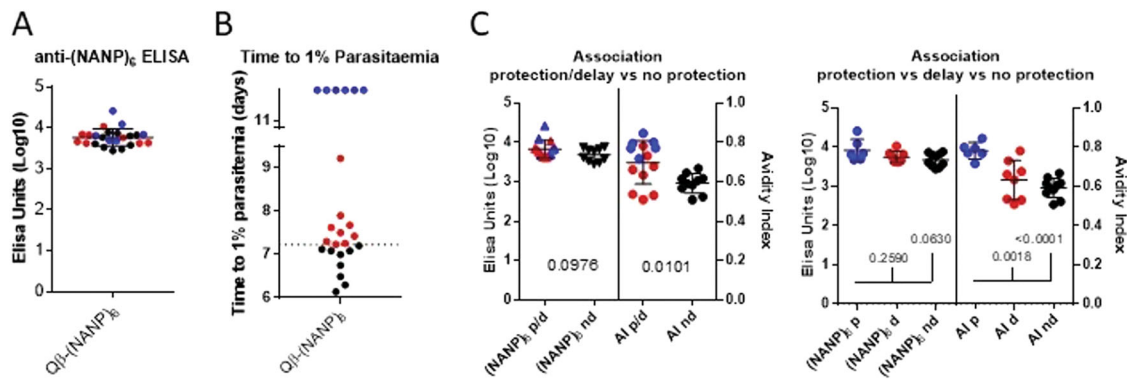 A
anti-(NANP)₆ ELISA
Elisa Units (Log10)
5
4
3
2
1
0
Qβ-(NANP)₆
B
Time to 1% Parasitaemia
Time to 1% parasitemia (days)
11
9
8
7
6
Qβ-(NANP)₆
C
Association
protection/delay vs no protection
Elisa Units (Log10)
5
4
3
2
1
0
1.0
0.8
0.6
0.4
0.2
0.0
Avidity Index
0.0976
0.0101
(NANP)₆ p/d
(NANP)₆ nd
AI p/d
AI nd
Association
protection vs delay vs no protection
Elisa Units (Log10)
5
4
3
2
1
0
1.0
0.8
0.6
0.4
0.2
0.0
Avidity Index
0.2590
0.0630
0.0018
<0.0001
(NANP)₆ p
(NANP)₆ d
(NANP)₆ nd
AI p
AI d
AI nd